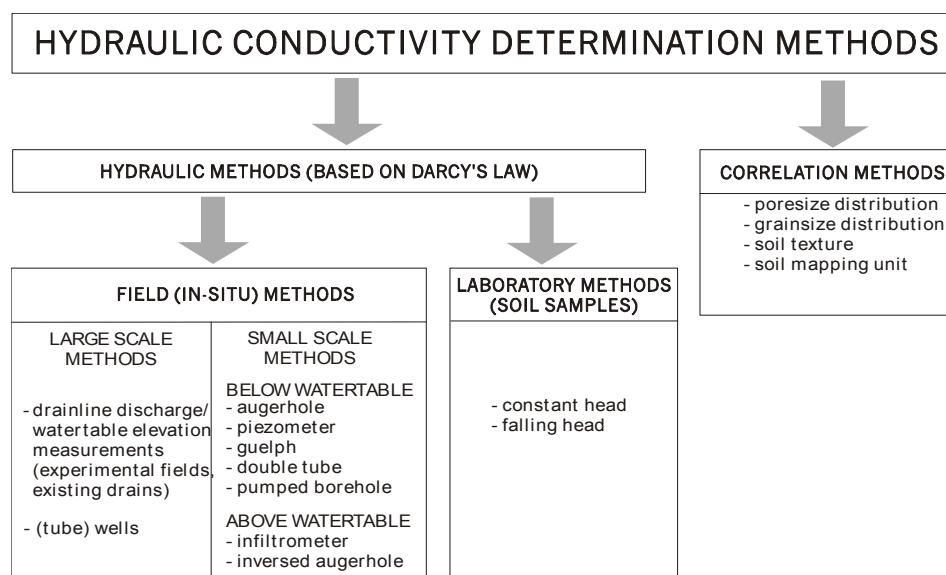 HYDRAULIC CONDUCTIVITY DETERMINATION METHODS
HYDRAULIC METHODS (BASED ON DARCY'S LAW)
FIELD (IN-SITU) METHODS
LARGE SCALE
METHODS
- drainline discharge/
watertable elevation
measurements
(experimental fields,
existing drains)
- (tube) wells
SMALL SCALE
METHODS
BELOW WATERTABLE
- augerhole
- piezometer
- guelph
- double tube
- pumped borehole
ABOVE WATERTABLE
- infiltrometer
- inversed augerhole
LABORATORY METHODS
(SOIL SAMPLES)
- constant head
- falling head
CORRELATION METHODS
- poresize distribution
- grainsize distribution
- soil texture
- soil mapping unit